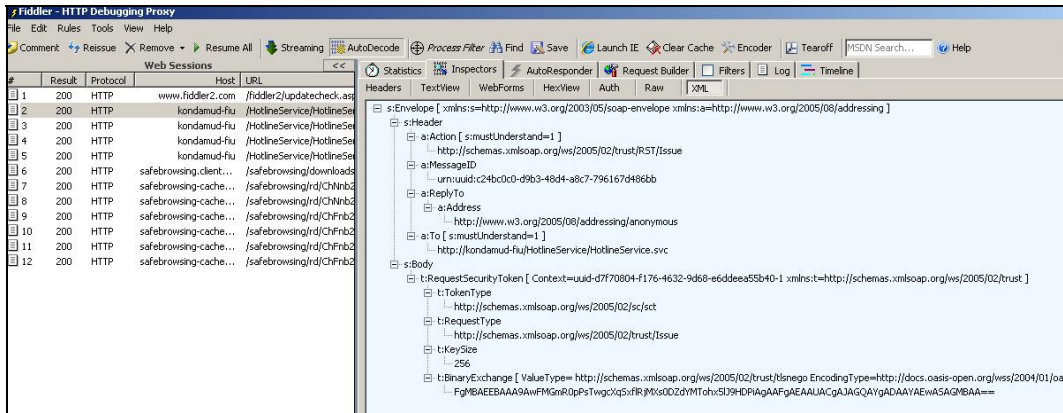 Fiddler - HTTP Debugging Proxy
File Edit Rules Tools View Help
Comment Reissue Remove Resume All Streaming AutoDecode Process Filter Find Save Launch IE Clear Cache Encoder Tearoff MSDN Search... Help
Web Sessions <<
# Result Protocol Host URL
1 200 HTTP www.fiddler2.com /fiddler2/updatecheck.asp
2 200 HTTP kondamud-fiu /HotlineService/HotlineSer
3 200 HTTP kondamud-fiu /HotlineService/HotlineSer
4 200 HTTP kondamud-fiu /HotlineService/HotlineSer
5 200 HTTP kondamud-fiu /HotlineService/HotlineSer
6 200 HTTP safebrowsing.client... /safebrowsing/downloads
7 200 HTTP safebrowsing-cache... /safebrowsing/rd/ChNnb2
8 200 HTTP safebrowsing-cache... /safebrowsing/rd/ChNnb2
9 200 HTTP safebrowsing-cache... /safebrowsing/rd/ChFnb2
10 200 HTTP safebrowsing-cache... /safebrowsing/rd/ChFnb2
11 200 HTTP safebrowsing-cache... /safebrowsing/rd/ChFnb2
12 200 HTTP safebrowsing-cache... /safebrowsing/rd/ChFnb2
Statistics Inspectors AutoResponder Request Builder Filters Log Timeline
Headers TextView WebForms HexView Auth Raw XML
s:Envelope [ xmlns:s=http://www.w3.org/2003/05/soap-envelope xmlns:a=http://www.w3.org/2005/08/addressing ]
s:Header
a:Action [ s:mustUnderstand=1 ]
http://schemas.xmlsoap.org/ws/2005/02/trust/RST/Issue
a:MessageID
urn:uuid:c24bc0c0-d9b3-48d4-a8c7-796167d486bb
a:ReplyTo
a:Address
http://www.w3.org/2005/08/addressing/anonymous
a:To [ s:mustUnderstand=1 ]
http://kondamud-fiu/HotlineService/HotlineService.svc
s:Body
t:RequestSecurityToken [ Context=uuid-d7f70804-f176-4632-9d68-e6ddeea55b40-1 xmlns:t=http://schemas.xmlsoap.org/ws/2005/02/trust ]
t:TokenType
http://schemas.xmlsoap.org/ws/2005/02/sc/sct
t:RequestType
http://schemas.xmlsoap.org/ws/2005/02/trust/Issue
t:KeySize
256
t:BinaryExchange [ ValueType= http://schemas.xmlsoap.org/ws/2005/02/trust/tlsnego EncodingType=http://docs.oasis-open.org/wss/2004/01/oa